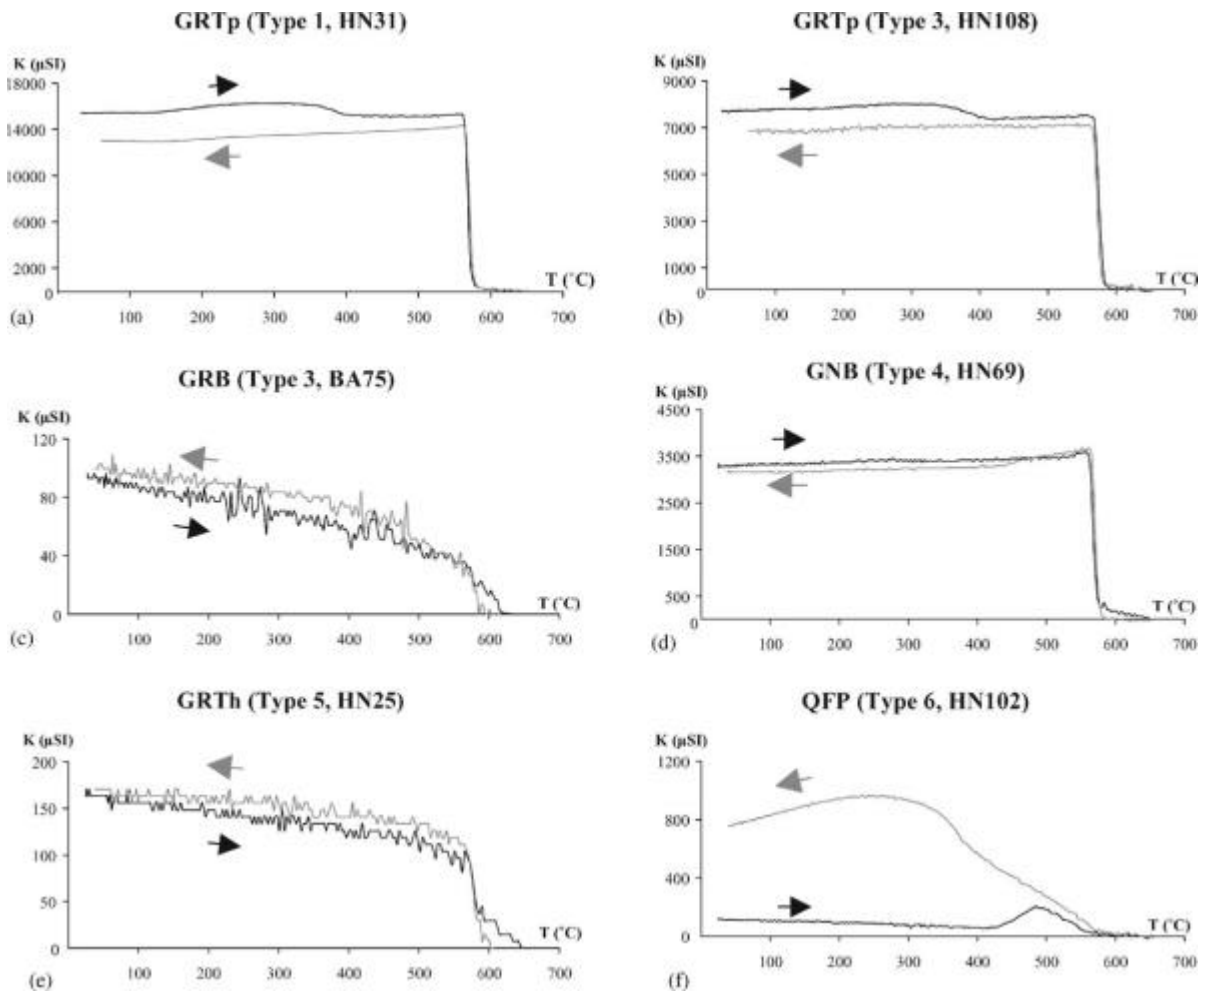 GRTp (Type 1, HN31)
K (µSI)
18000
14000
10000
6000
2000
0
100 200 300 400 500 600 700
T (°C)
(a)
GRTp (Type 3, HN108)
K (µSI)
9000
7000
5000
3000
1000
0
100 200 300 400 500 600 700
T (°C)
(b)
GRB (Type 3, BA75)
K (µSI)
120
80
40
0
100 200 300 400 500 600 700
T (°C)
(c)
GNB (Type 4, HN69)
K (µSI)
4500
3500
2500
1500
500
0
100 200 300 400 500 600 700
T (°C)
(d)
GRTh (Type 5, HN25)
K (µSI)
200
150
100
50
0
100 200 300 400 500 600 700
T (°C)
(e)
QFP (Type 6, HN102)
K (µSI)
1200
800
400
0
100 200 300 400 500 600 700
T (°C)
(f)